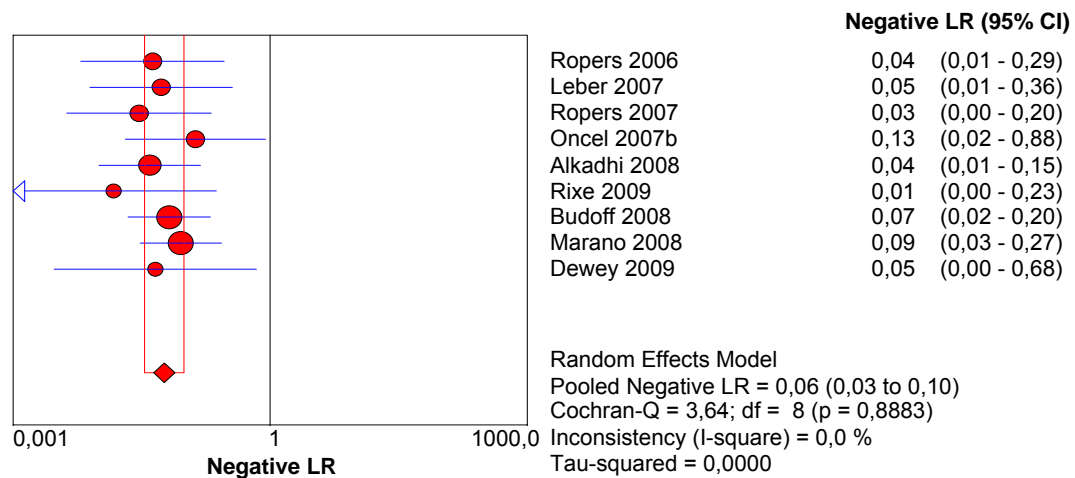 Negative LR (95% CI)
Ropers 2006 0,04 (0,01 - 0,29)
Leber 2007 0,05 (0,01 - 0,36)
Ropers 2007 0,03 (0,00 - 0,20)
Oncel 2007b 0,13 (0,02 - 0,88)
Alkadhi 2008 0,04 (0,01 - 0,15)
Rixe 2009 0,01 (0,00 - 0,23)
Budoff 2008 0,07 (0,02 - 0,20)
Marano 2008 0,09 (0,03 - 0,27)
Dewey 2009 0,05 (0,00 - 0,68)
Random Effects Model
Pooled Negative LR = 0,06 (0,03 to 0,10)
Cochran-Q = 3,64; df = 8 (p = 0,8883)
Inconsistency (I-square) = 0,0 %
Tau-squared = 0,0000
0,001 1 1000,0
Negative LR